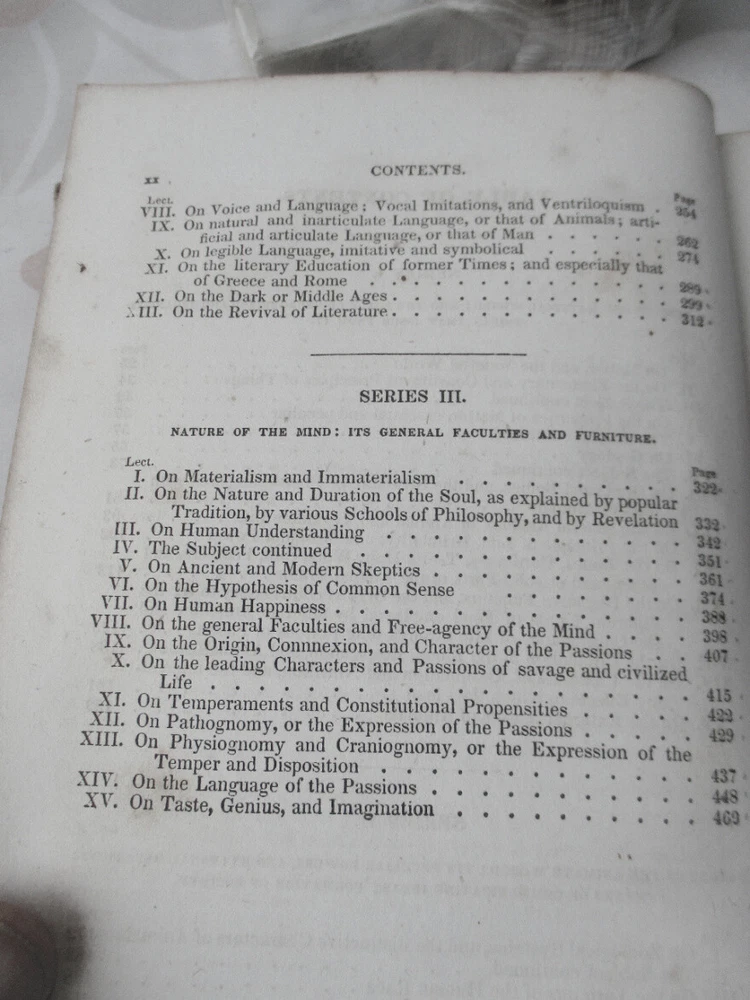 xx
CONTENTS.
Lect. Page
VIII. On Voice and Language: Vocal Imitations, and Ventriloquism . 254
IX. On natural and inarticulate Language, or that of Animals; arti-
ficial and articulate Language, or that of Man . . . . . . 262
X. On legible Language, imitative and symbolical . . . . . . 274
XI. On the literary Education of former Times; and especially that
of Greece and Rome . . . . . . . . . . . . 289
XII. On the Dark or Middle Ages . . . . . . . . . . . 299
XIII. On the Revival of Literature . . . . . . . . . . . 312
SERIES III.
NATURE OF THE MIND: ITS GENERAL FACULTIES AND FURNITURE.
Lect. Page
I. On Materialism and Immaterialism . . . . . . . . . 322
II. On the Nature and Duration of the Soul, as explained by popular
Tradition, by various Schools of Philosophy, and by Revelation 332
III. On Human Understanding . . . . . . . . . . . 342
IV. The Subject continued . . . . . . . . . . . . 351
V. On Ancient and Modern Skeptics . . . . . . . . . 361
VI. On the Hypothesis of Common Sense . . . . . . . 374
VII. On Human Happiness . . . . . . . . . . . . 388
VIII. On the general Faculties and Free-agency of the Mind . . . . 398
IX. On the Origin, Connnexion, and Character of the Passions . . 407
X. On the leading Characters and Passions of savage and civilized
Life . . . . . . . . . . . . . . . . . 415
XI. On Temperaments and Constitutional Propensities . . . . 422
XII. On Pathognomy, or the Expression of the Passions . . . . 429
XIII. On Physiognomy and Craniognomy, or the Expression of the
Temper and Disposition . . . . . . . . . . . 437
XIV. On the Language of the Passions . . . . . . . . . 448
XV. On Taste, Genius, and Imagination . . . . . . . . 469